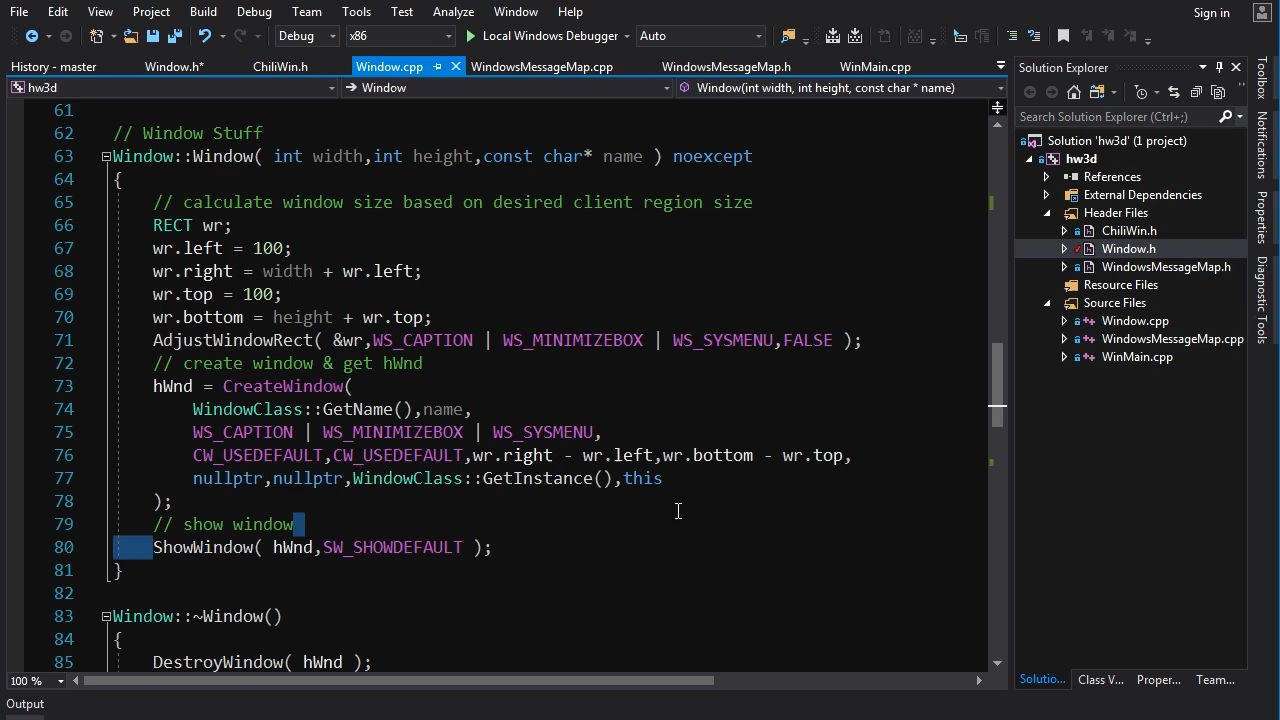 File Edit View Project Build Debug Team Tools Test Analyze Window Help Sign in
Debug x86 Local Windows Debugger Auto
History - master Window.h* ChiliWin.h Window.cpp WindowsMessageMap.cpp WindowsMessageMap.h WinMain.cpp
hw3d Window Window(int width, int height, const char * name)
61
62 // Window Stuff
63 Window::Window( int width,int height,const char* name ) noexcept
64 {
65 // calculate window size based on desired client region size
66 RECT wr;
67 wr.left = 100;
68 wr.right = width + wr.left;
69 wr.top = 100;
70 wr.bottom = height + wr.top;
71 AdjustWindowRect( &wr,WS_CAPTION | WS_MINIMIZEBOX | WS_SYSMENU,FALSE );
72 // create window & get hWnd
73 hWnd = CreateWindow(
74 WindowClass::GetName(),name,
75 WS_CAPTION | WS_MINIMIZEBOX | WS_SYSMENU,
76 CW_USEDEFAULT,CW_USEDEFAULT,wr.right - wr.left,wr.bottom - wr.top,
77 nullptr,nullptr,WindowClass::GetInstance(),this
78 );
79 // show window
80 ShowWindow( hWnd,SW_SHOWDEFAULT );
81 }
82
83 Window::~Window()
84 {
85 DestroyWindow( hWnd );
100 %
Output
Solution Explorer
Search Solution Explorer (Ctrl+;)
Solution 'hw3d' (1 project)
hw3d
References
External Dependencies
Header Files
ChiliWin.h
Window.h
WindowsMessageMap.h
Resource Files
Source Files
Window.cpp
WindowsMessageMap.cpp
WinMain.cpp
Solutio... Class V... Proper... Team...
Toolbox
Notifications
Properties
Diagnostic Tools